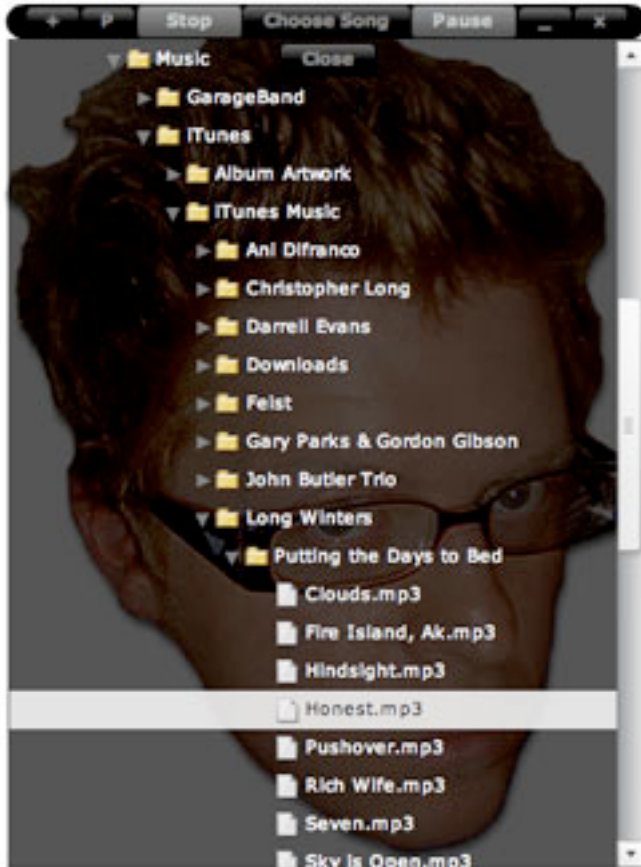 + P Stop Choose Song Pause _ x
Music Close
GarageBand
iTunes
Album Artwork
iTunes Music
Ani Difranco
Christopher Long
Darrell Evans
Downloads
Feist
Gary Parks & Gordon Gibson
John Butler Trio
Long Winters
Putting the Days to Bed
Clouds.mp3
Fire Island, Ak.mp3
Hindsight.mp3
Honest.mp3
Pushover.mp3
Rich Wife.mp3
Seven.mp3
Sky is Open.mp3